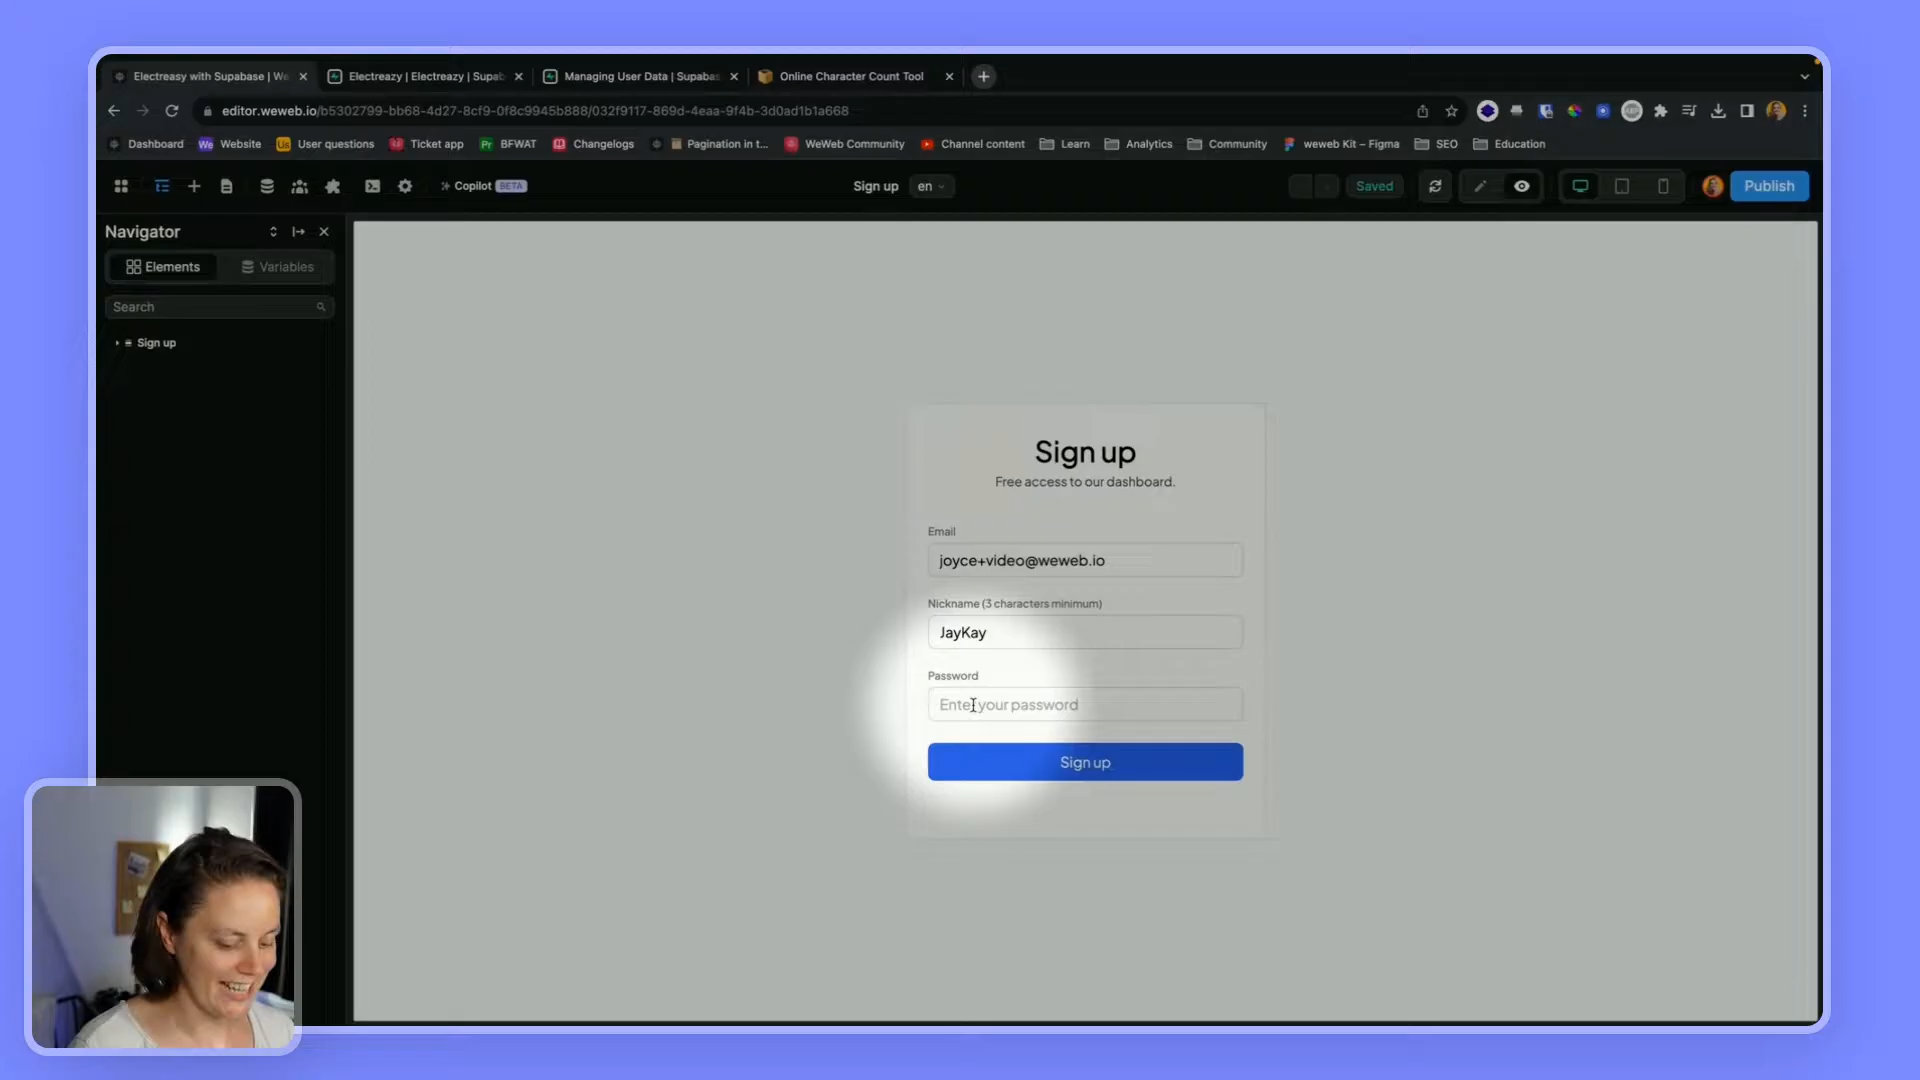 Electreasy with Supabase | We
Electreazy | Electreazy | Supab
Managing User Data | Supabas
Online Character Count Tool
editor.weweb.io/b5302799-bb68-4d27-8cf9-0f8c9945b888/032f9117-869d-4eaa-9f4b-3d0ad1b1a668
Dashboard
We Website
Us User questions
Ticket app
Pr BFWAT
Changelogs
Pagination in t...
WeWeb Community
Channel content
Learn
Analytics
Community
weweb Kit – Figma
SEO
Education
Copilot BETA
Sign up
en
Saved
Publish
Navigator
Elements
Variables
Search
Sign up
Sign up
Free access to our dashboard.
Email
joyce+video@weweb.io
Nickname (3 characters minimum)
JayKay
Password
Enter your password
Sign up